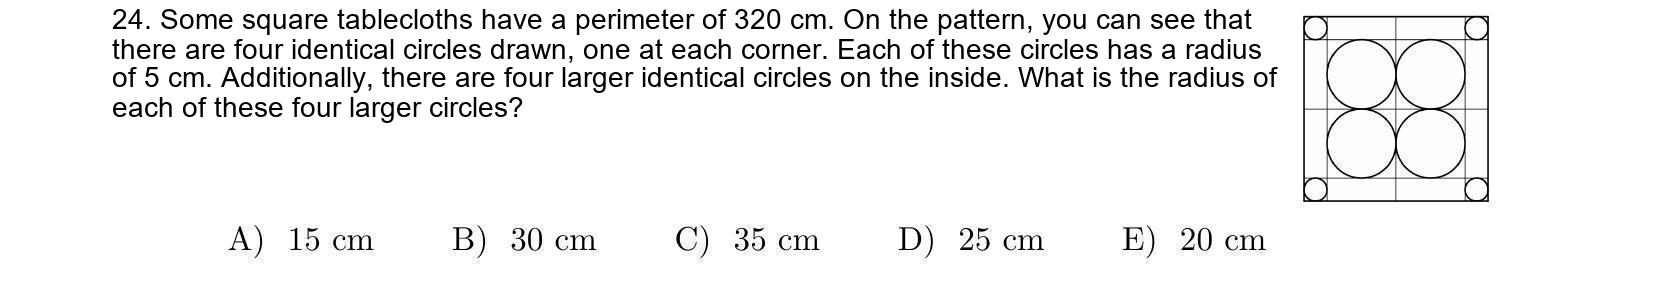 24. Some square tablecloths have a perimeter of 320 cm. On the pattern, you can see that
there are four identical circles drawn, one at each corner. Each of these circles has a radius
of 5 cm. Additionally, there are four larger identical circles on the inside. What is the radius of
each of these four larger circles?
A) 15 cm B) 30 cm C) 35 cm D) 25 cm E) 20 cm